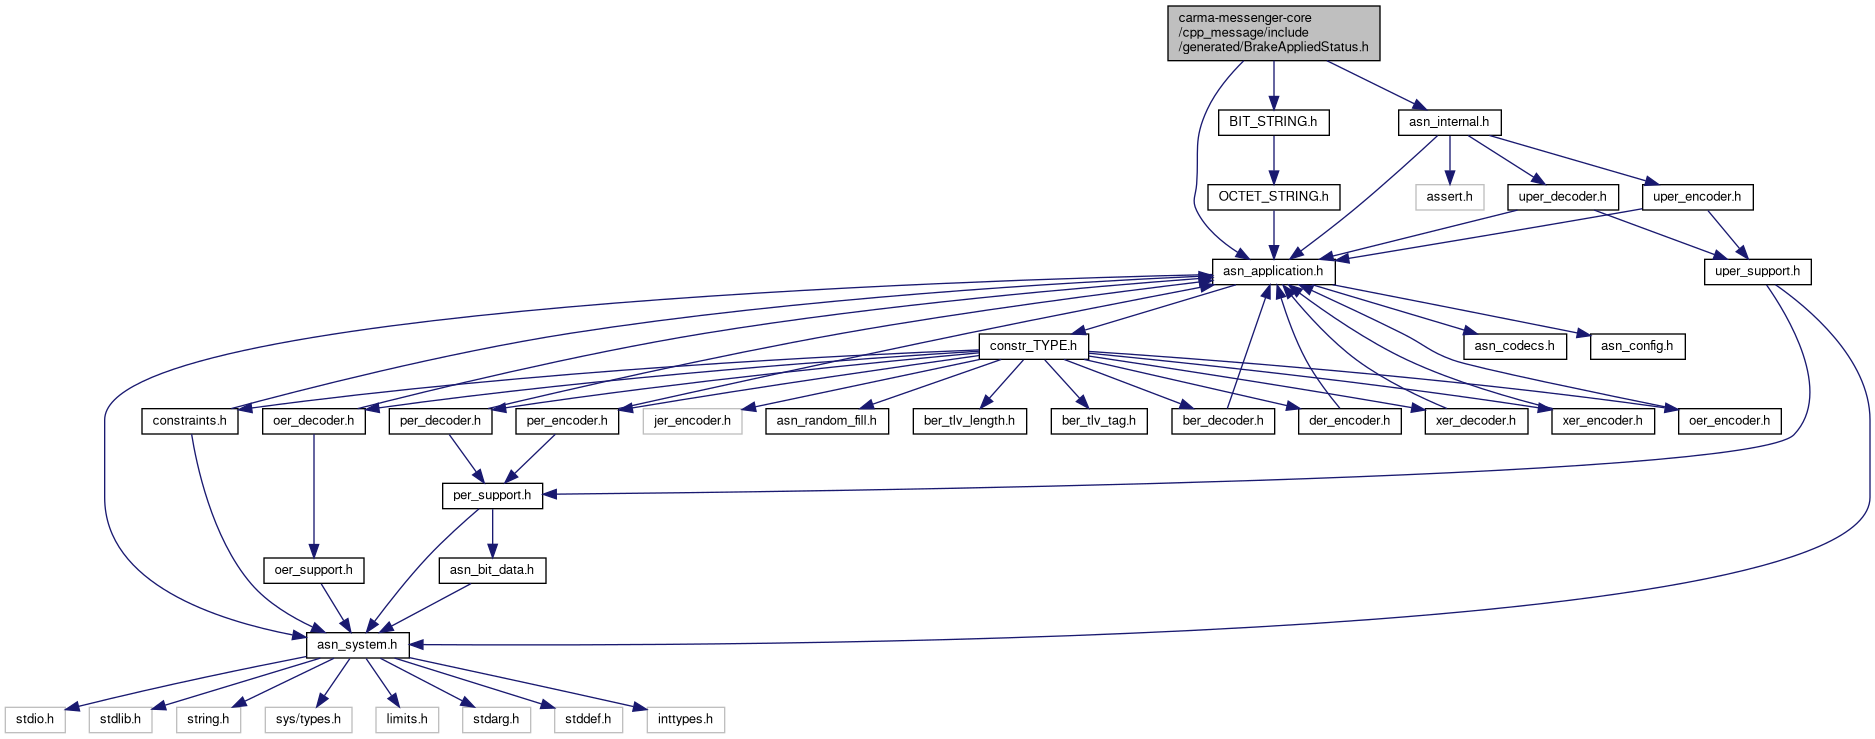 carma-messenger-core
/cpp_message/include
/generated/BrakeAppliedStatus.h
BIT_STRING.h
asn_internal.h
OCTET_STRING.h
assert.h
uper_decoder.h
uper_encoder.h
asn_application.h
uper_support.h
constr_TYPE.h
asn_codecs.h
asn_config.h
constraints.h
oer_decoder.h
per_decoder.h
per_encoder.h
jer_encoder.h
asn_random_fill.h
ber_tlv_length.h
ber_tlv_tag.h
ber_decoder.h
der_encoder.h
xer_decoder.h
xer_encoder.h
oer_encoder.h
per_support.h
oer_support.h
asn_bit_data.h
asn_system.h
stdio.h
stdlib.h
string.h
sys/types.h
limits.h
stdarg.h
stddef.h
inttypes.h